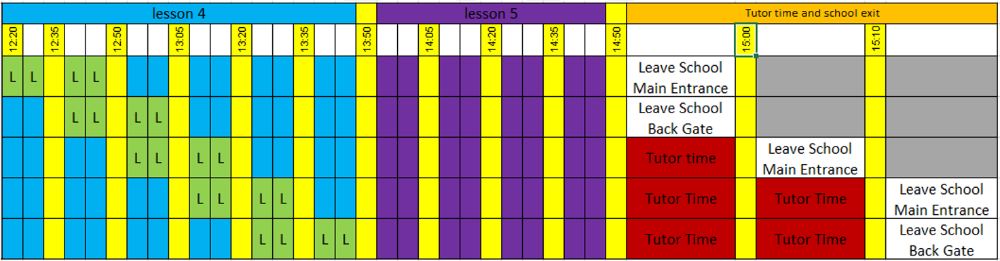 lesson 4 lesson 5 Tutor time and school exit
12:20 12:35 12:50 13:05 13:20 13:35 13:50 14:05 14:20 14:35 14:50 15:00 15:10
L L L L Leave School
Main Entrance
L L L L Leave School
Back Gate
L L L L Tutor time Leave School
Main Entrance
L L L L Tutor Time Tutor Time Leave School
Main Entrance
L L L L Tutor Time Tutor Time Leave School
Back Gate